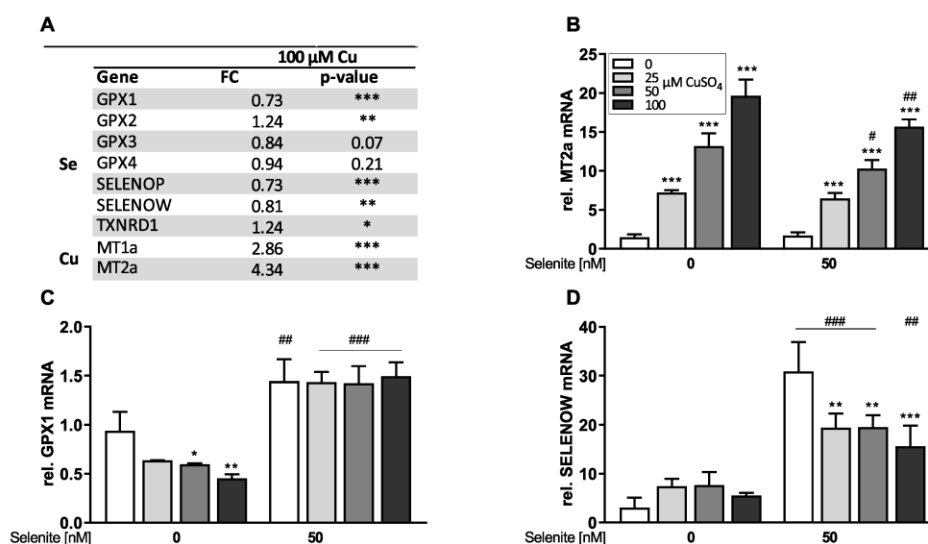 A
100 µM Cu
Gene FC p-value
GPX1 0.73 ***
GPX2 1.24 **
GPX3 0.84 0.07
Se
GPX4 0.94 0.21
SELENOP 0.73 ***
SELENOW 0.81 **
TXNRD1 1.24 *
Cu
MT1a 2.86 ***
MT2a 4.34 ***
B
rel. MT2a mRNA
25
20
15
10
5
0
0
25
50
100
µM CuSO₄
***
***
***
***
#
***
##
***
Selenite [nM] 0 50
C
rel. GPX1 mRNA
2.0
1.5
1.0
0.5
0.0
*
**
##
###
Selenite [nM] 0 50
D
rel. SELENOW mRNA
40
30
20
10
0
###
##
**
**
***
Selenite [nM] 0 50